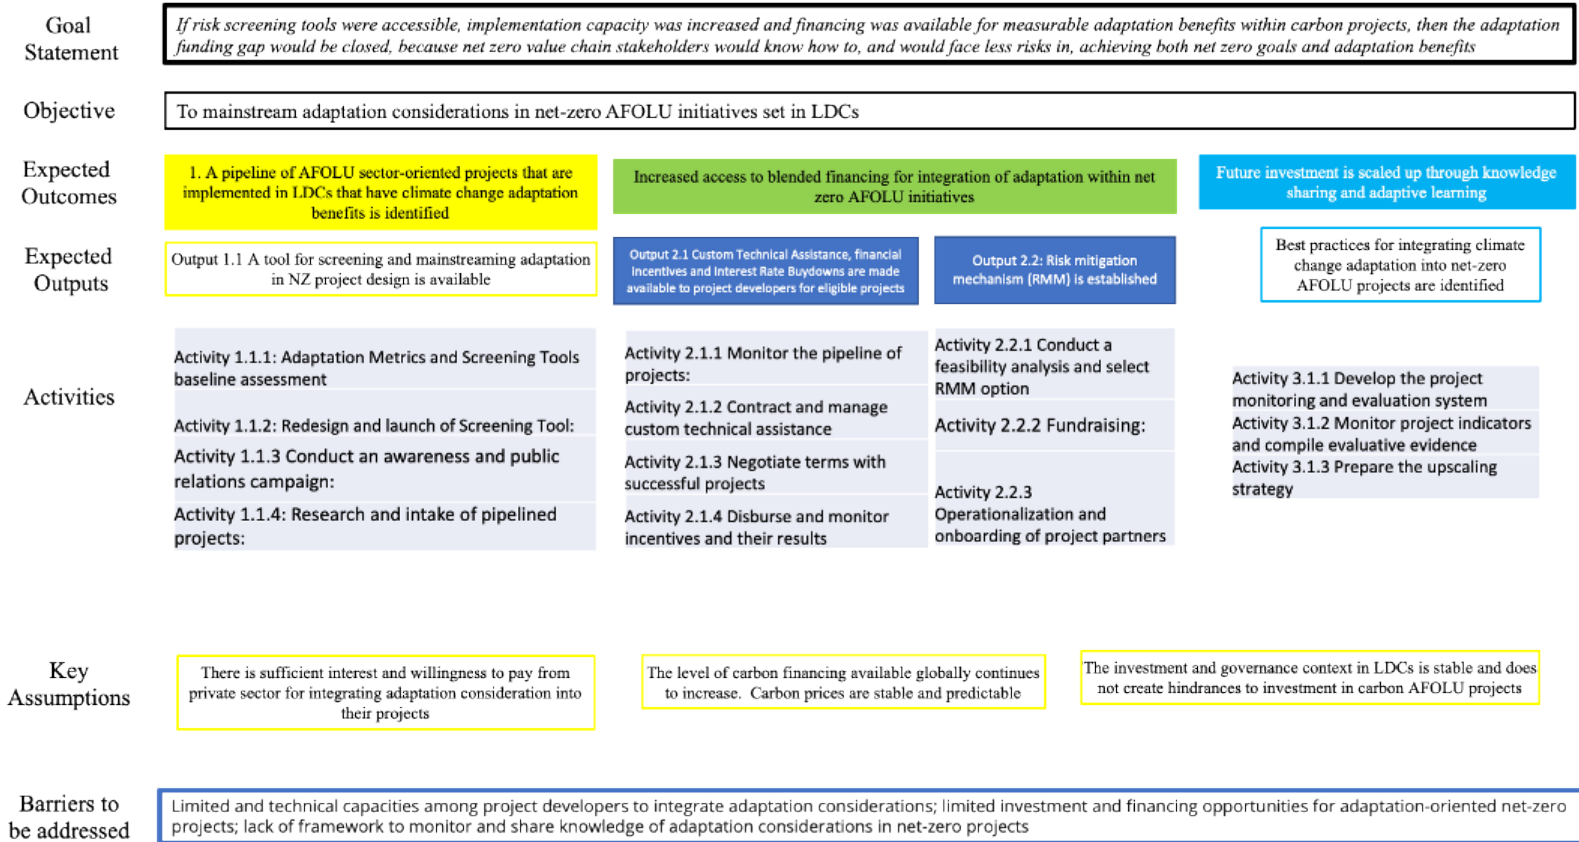 Goal
Statement
If risk screening tools were accessible, implementation capacity was increased and financing was available for measurable adaptation benefits within carbon projects, then the adaptation
funding gap would be closed, because net zero value chain stakeholders would know how to, and would face less risks in, achieving both net zero goals and adaptation benefits
Objective
To mainstream adaptation considerations in net-zero AFOLU initiatives set in LDCs
Expected
Outcomes
1. A pipeline of AFOLU sector-oriented projects that are
implemented in LDCs that have climate change adaptation
benefits is identified
Increased access to blended financing for integration of adaptation within net
zero AFOLU initiatives
Future investment is scaled up through knowledge
sharing and adaptive learning
Expected
Outputs
Output 1.1 A tool for screening and mainstreaming adaptation
in NZ project design is available
Output 2.1 Custom Technical Assistance, financial
incentives and Interest Rate Buydowns are made
available to project developers for eligible projects
Output 2.2: Risk mitigation
mechanism (RMM) is established
Best practices for integrating climate
change adaptation into net-zero
AFOLU projects are identified
Activities
Activity 1.1.1: Adaptation Metrics and Screening Tools
baseline assessment
Activity 1.1.2: Redesign and launch of Screening Tool:
Activity 1.1.3 Conduct an awareness and public
relations campaign:
Activity 1.1.4: Research and intake of pipelined
projects:
Activity 2.1.1 Monitor the pipeline of
projects:
Activity 2.1.2 Contract and manage
custom technical assistance
Activity 2.1.3 Negotiate terms with
successful projects
Activity 2.1.4 Disburse and monitor
incentives and their results
Activity 2.2.1 Conduct a
feasibility analysis and select
RMM option
Activity 2.2.2 Fundraising:
Activity 2.2.3
Operationalization and
onboarding of project partners
Activity 3.1.1 Develop the project
monitoring and evaluation system
Activity 3.1.2 Monitor project indicators
and compile evaluative evidence
Activity 3.1.3 Prepare the upscaling
strategy
Key
Assumptions
There is sufficient interest and willingness to pay from
private sector for integrating adaptation consideration into
their projects
The level of carbon financing available globally continues
to increase. Carbon prices are stable and predictable
The investment and governance context in LDCs is stable and does
not create hindrances to investment in carbon AFOLU projects
Barriers to
be addressed
Limited and technical capacities among project developers to integrate adaptation considerations; limited investment and financing opportunities for adaptation-oriented net-zero
projects; lack of framework to monitor and share knowledge of adaptation considerations in net-zero projects